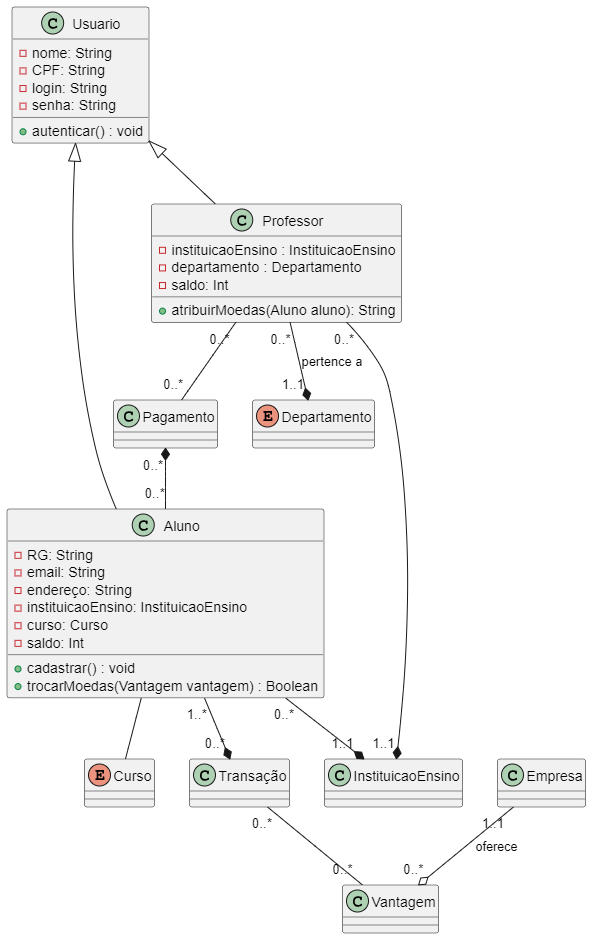 C Usuario
nome: String
CPF: String
login: String
senha: String
autenticar() : void
C Professor
instituicaoEnsino : InstituicaoEnsino
departamento : Departamento
saldo: Int
atribuirMoedas(Aluno aluno): String
0..* 0..* 0..*
pertence a
0..* 1..1
C Pagamento
E Departamento
0..*
0..*
C Aluno
RG: String
email: String
endereço: String
instituicaoEnsino: InstituicaoEnsino
curso: Curso
saldo: Int
cadastrar() : void
trocarMoedas(Vantagem vantagem) : Boolean
1..* 0..*
0..* 1..1 1..1
E Curso
C Transação
C InstituicaoEnsino
C Empresa
0..* 1..1
oferece
0..* 0..*
C Vantagem